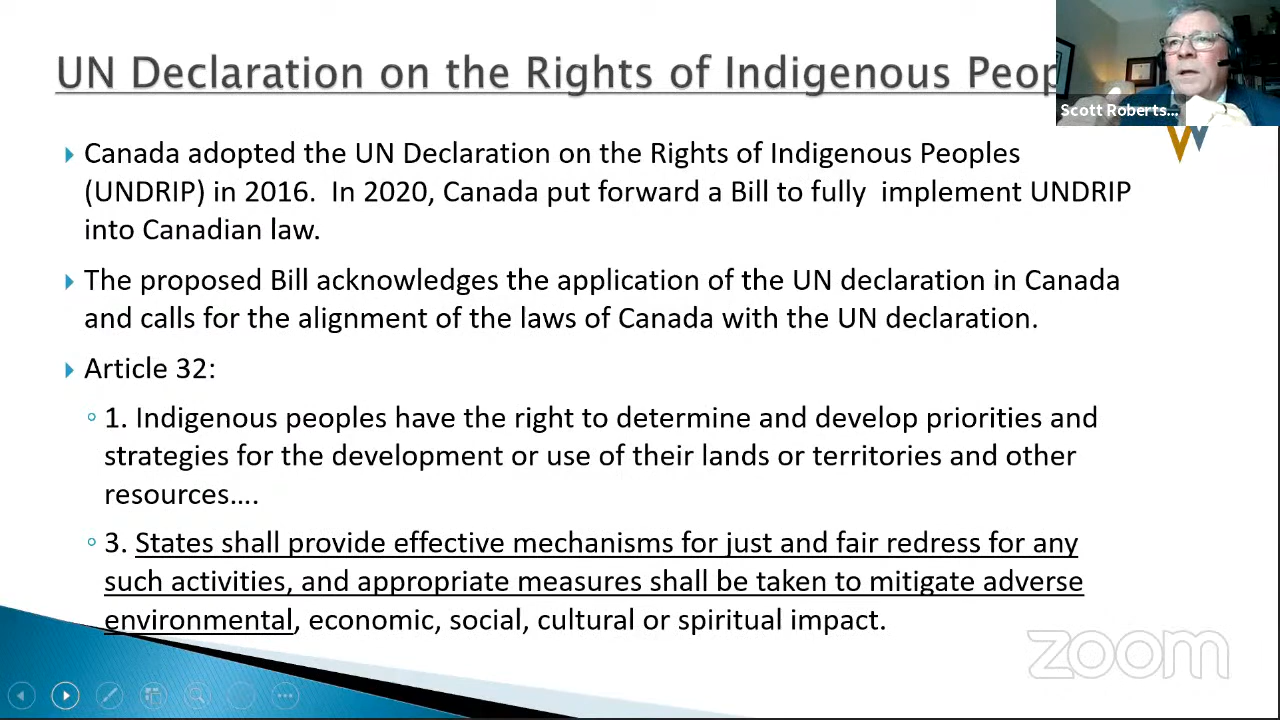 UN Declaration on the Rights of Indigenous Peop
Scott Roberts...
Canada adopted the UN Declaration on the Rights of Indigenous Peoples
(UNDRIP) in 2016.  In 2020, Canada put forward a Bill to fully  implement UNDRIP
into Canadian law.
The proposed Bill acknowledges the application of the UN declaration in Canada
and calls for the alignment of the laws of Canada with the UN declaration.
Article 32:
1. Indigenous peoples have the right to determine and develop priorities and
strategies for the development or use of their lands or territories and other
resources….
3. States shall provide effective mechanisms for just and fair redress for any
such activities, and appropriate measures shall be taken to mitigate adverse
environmental, economic, social, cultural or spiritual impact.
zoom